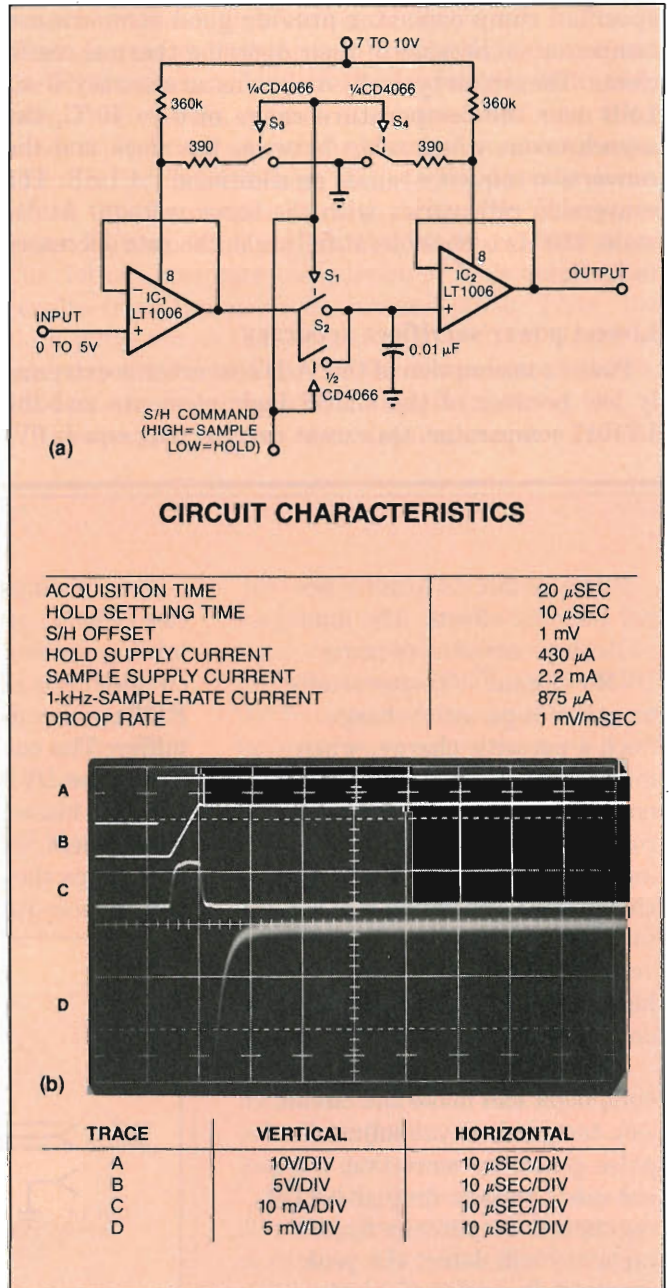 7 TO 10V
¼CD4066 ¼CD4066
360k S3 S4 360k
390 390
8 8
S1
IC1 IC2
LT1006 LT1006
S2 OUTPUT
INPUT
0 TO 5V
0.01 µF
½
CD4066
S/H COMMAND
(HIGH=SAMPLE
LOW=HOLD)
(a)
CIRCUIT CHARACTERISTICS
ACQUISITION TIME 20 µSEC
HOLD SETTLING TIME 10 µSEC
S/H OFFSET 1 mV
HOLD SUPPLY CURRENT 430 µA
SAMPLE SUPPLY CURRENT 2.2 mA
1-kHz-SAMPLE-RATE CURRENT 875 µA
DROOP RATE 1 mV/mSEC
A
B
C
D
(b)
TRACE VERTICAL HORIZONTAL
A 10V/DIV 10 µSEC/DIV
B 5V/DIV 10 µSEC/DIV
C 10 mA/DIV 10 µSEC/DIV
D 5 mV/DIV 10 µSEC/DIV